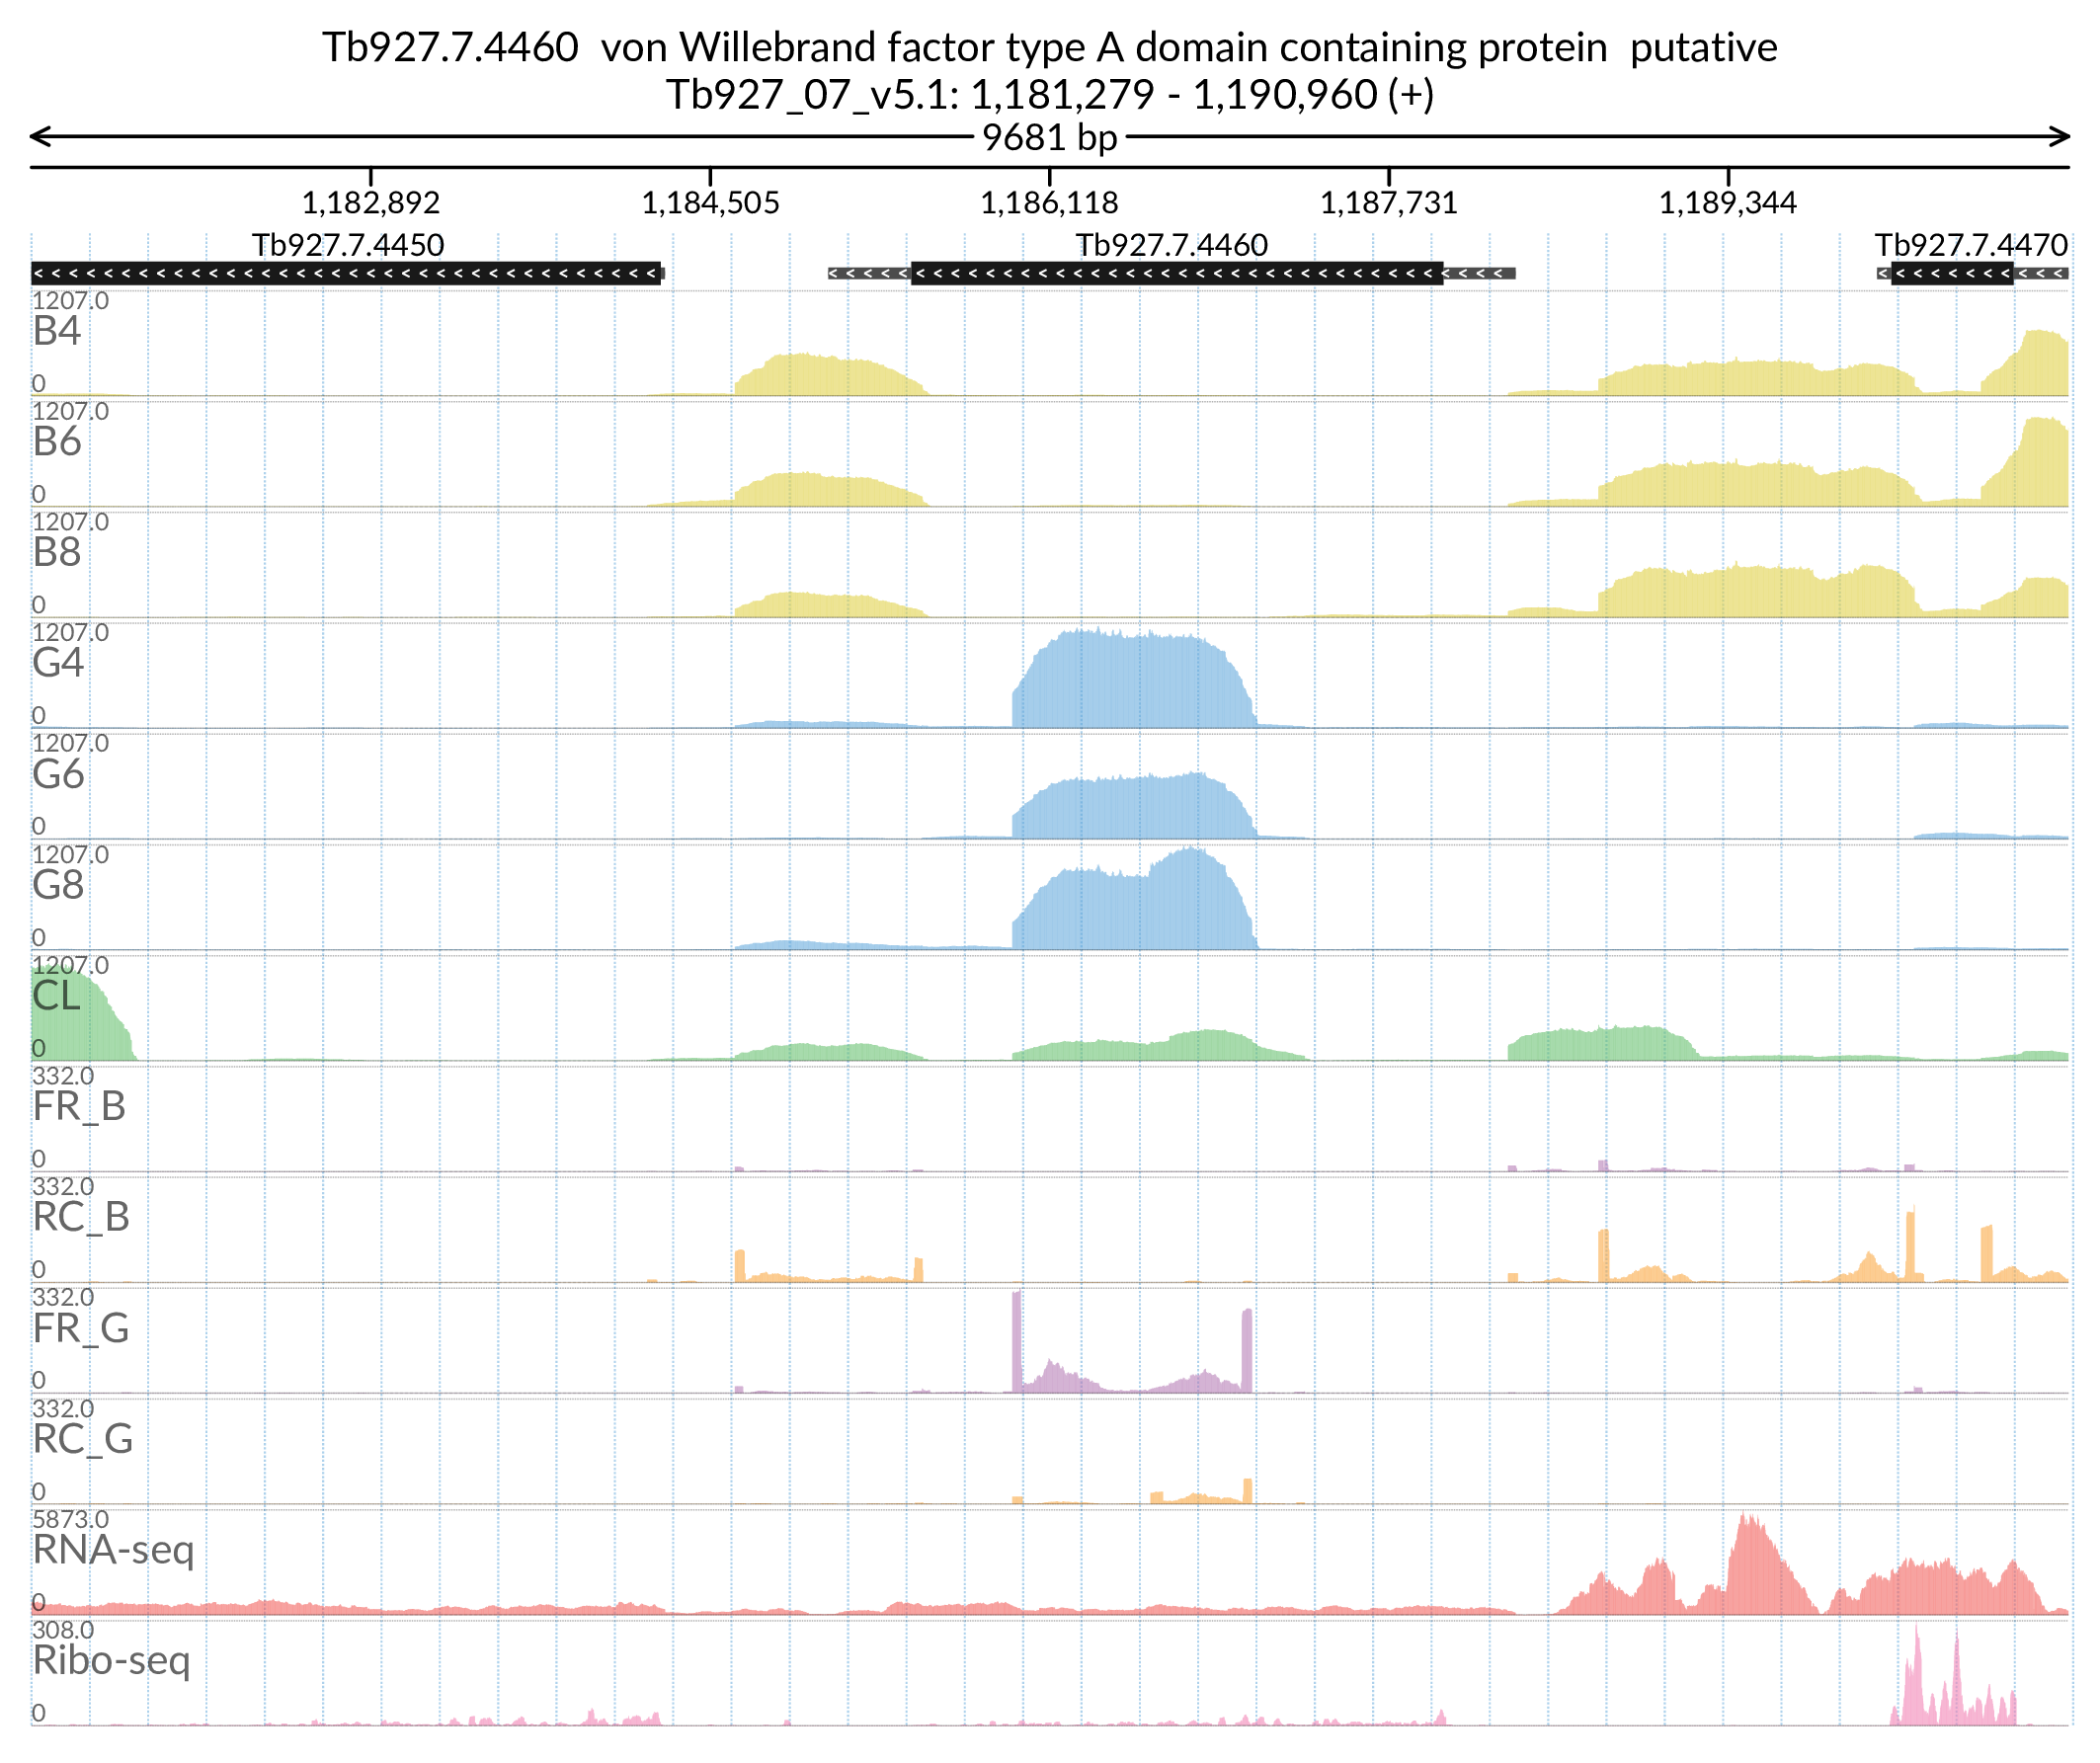 Tb927.7.4460  von Willebrand factor type A domain containing protein  putative
Tb927_07_v5.1: 1,181,279 - 1,190,960 (+)
9681 bp
1,182,892 1,184,505 1,186,118 1,187,731 1,189,344
Tb927.7.4450 Tb927.7.4460 Tb927.7.4470
1207.0
B4
0
1207.0
B6
0
1207.0
B8
0
1207.0
G4
0
1207.0
G6
0
1207.0
G8
0
1207.0
CL
0
332.0
FR_B
0
332.0
RC_B
0
332.0
FR_G
0
332.0
RC_G
0
5873.0
RNA-seq
0
308.0
Ribo-seq
0